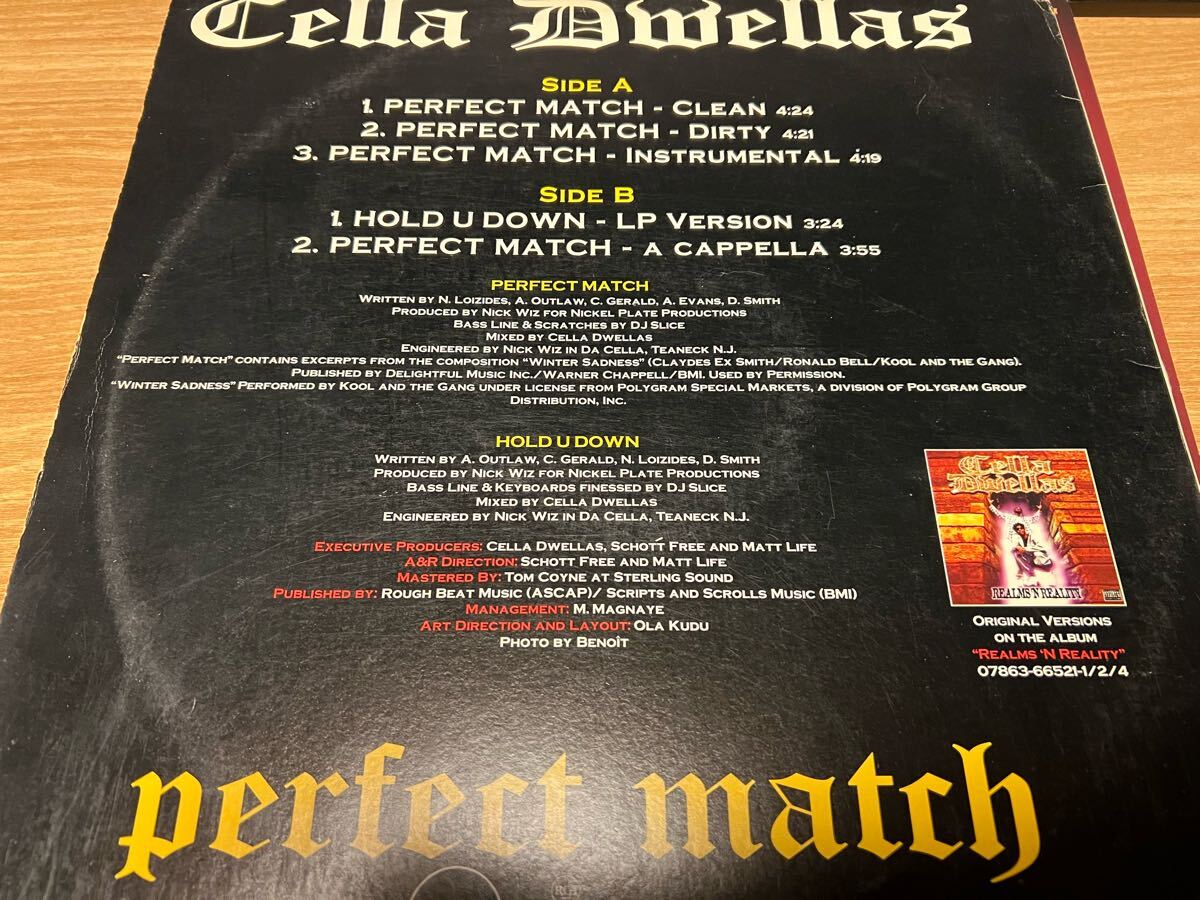 Cella Dwellas
SIDE A
1. PERFECT MATCH - CLEAN 4:24
2. PERFECT MATCH - DIRTY 4:21
3. PERFECT MATCH - INSTRUMENTAL 4:19
SIDE B
1. HOLD U DOWN - LP VERSION 3:24
2. PERFECT MATCH - A CAPPELLA 3:55
PERFECT MATCH
WRITTEN BY N. LOIZIDES, A. OUTLAW, C. GERALD, A. EVANS, D. SMITH
PRODUCED BY NICK WIZ FOR NICKEL PLATE PRODUCTIONS
BASS LINE & SCRATCHES BY DJ SLICE
MIXED BY CELLA DWELLAS
ENGINEERED BY NICK WIZ IN DA CELLA, TEANECK N.J.
"PERFECT MATCH" CONTAINS EXCERPTS FROM THE COMPOSITION "WINTER SADNESS" (CLAYDES EX SMITH/RONALD BELL/KOOL AND THE GANG).
PUBLISHED BY DELIGHTFUL MUSIC INC./WARNER CHAPPELL/BMI. USED BY PERMISSION.
"WINTER SADNESS" PERFORMED BY KOOL AND THE GANG UNDER LICENSE FROM POLYGRAM SPECIAL MARKETS, A DIVISION OF POLYGRAM GROUP
DISTRIBUTION, INC.
HOLD U DOWN
WRITTEN BY A. OUTLAW, C. GERALD, N. LOIZIDES, D. SMITH
PRODUCED BY NICK WIZ FOR NICKEL PLATE PRODUCTIONS
BASS LINE & KEYBOARDS FINESSED BY DJ SLICE
MIXED BY CELLA DWELLAS
ENGINEERED BY NICK WIZ IN DA CELLA, TEANECK N.J.
EXECUTIVE PRODUCERS: CELLA DWELLAS, SCHOTT FREE AND MATT LIFE
A&R DIRECTION: SCHOTT FREE AND MATT LIFE
MASTERED BY: TOM COYNE AT STERLING SOUND
PUBLISHED BY: ROUGH BEAT MUSIC (ASCAP)/ SCRIPTS AND SCROLLS MUSIC (BMI)
MANAGEMENT: M. MAGNAYE
ART DIRECTION AND LAYOUT: OLA KUDU
PHOTO BY BENOÎT
Cella
Dwellas
REALMS 'N REALITY
ORIGINAL VERSIONS
ON THE ALBUM
"REALMS 'N REALITY"
07863-66521-1/2/4
perfect match